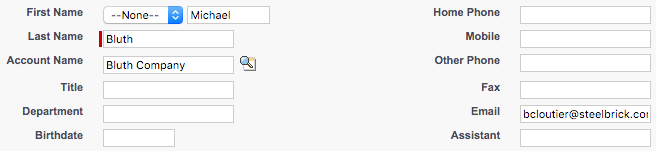 First Name --None-- Michael Home Phone
Last Name Bluth Mobile
Account Name Bluth Company Other Phone
Title Fax
Department Email bcloutier@steelbrick.co
Birthdate Assistant